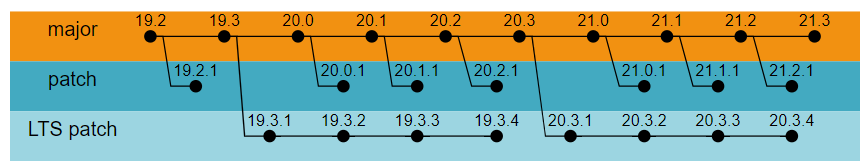 major 19.2 19.3 20.0 20.1 20.2 20.3 21.0 21.1 21.2 21.3
patch 19.2.1 20.0.1 20.1.1 20.2.1 21.0.1 21.1.1 21.2.1
LTS patch 19.3.1 19.3.2 19.3.3 19.3.4 20.3.1 20.3.2 20.3.3 20.3.4